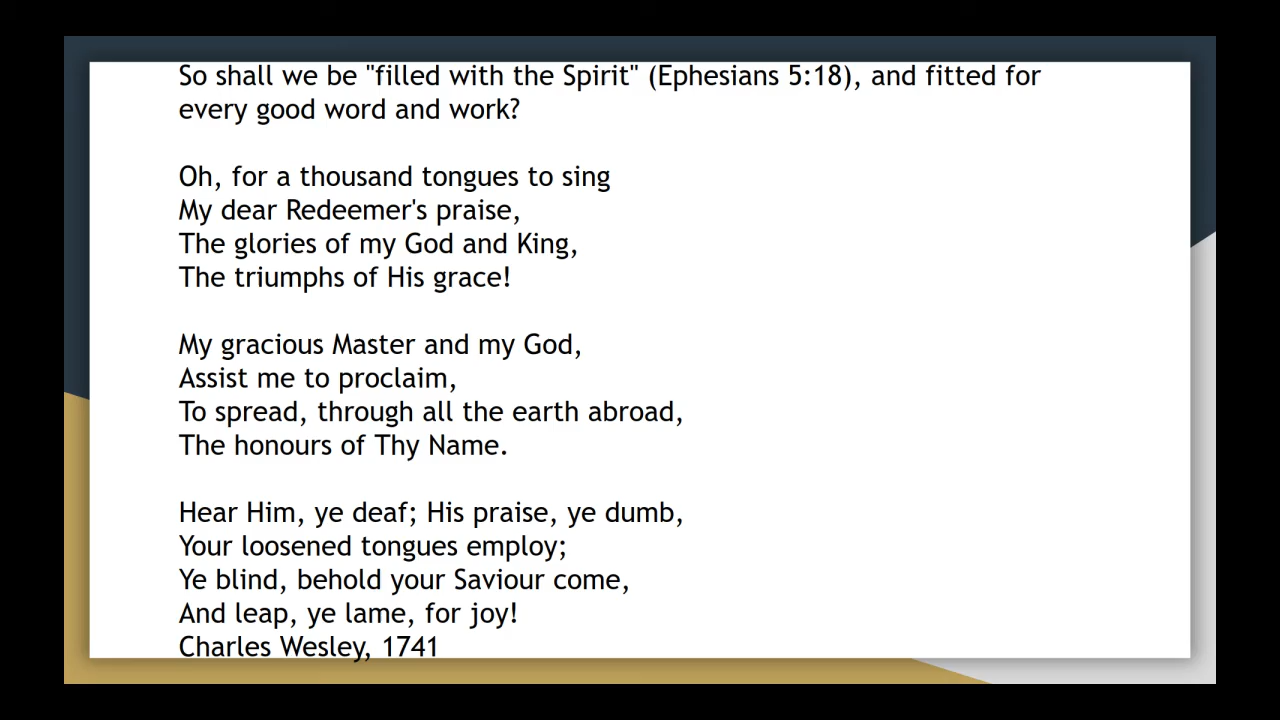 So shall we be "filled with the Spirit" (Ephesians 5:18), and fitted for
every good word and work?
Oh, for a thousand tongues to sing
My dear Redeemer's praise,
The glories of my God and King,
The triumphs of His grace!
My gracious Master and my God,
Assist me to proclaim,
To spread, through all the earth abroad,
The honours of Thy Name.
Hear Him, ye deaf; His praise, ye dumb,
Your loosened tongues employ;
Ye blind, behold your Saviour come,
And leap, ye lame, for joy!
Charles Wesley, 1741